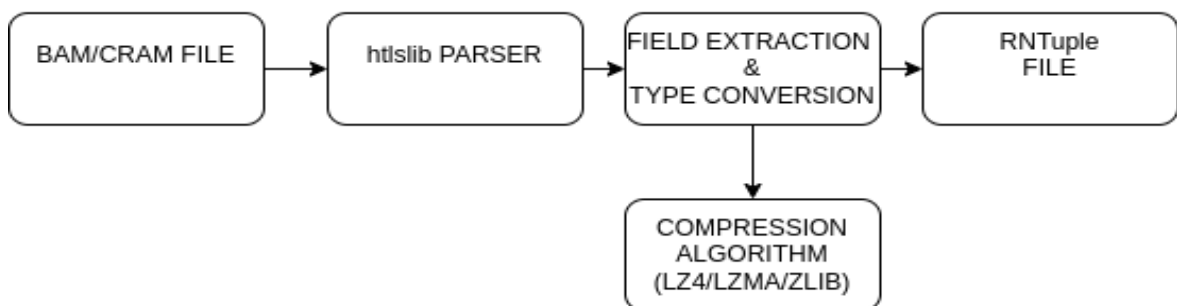 BAM/CRAM FILE
htlslib PARSER
FIELD EXTRACTION
&
TYPE CONVERSION
RNTuple
FILE
COMPRESSION
ALGORITHM
(LZ4/LZMA/ZLIB)